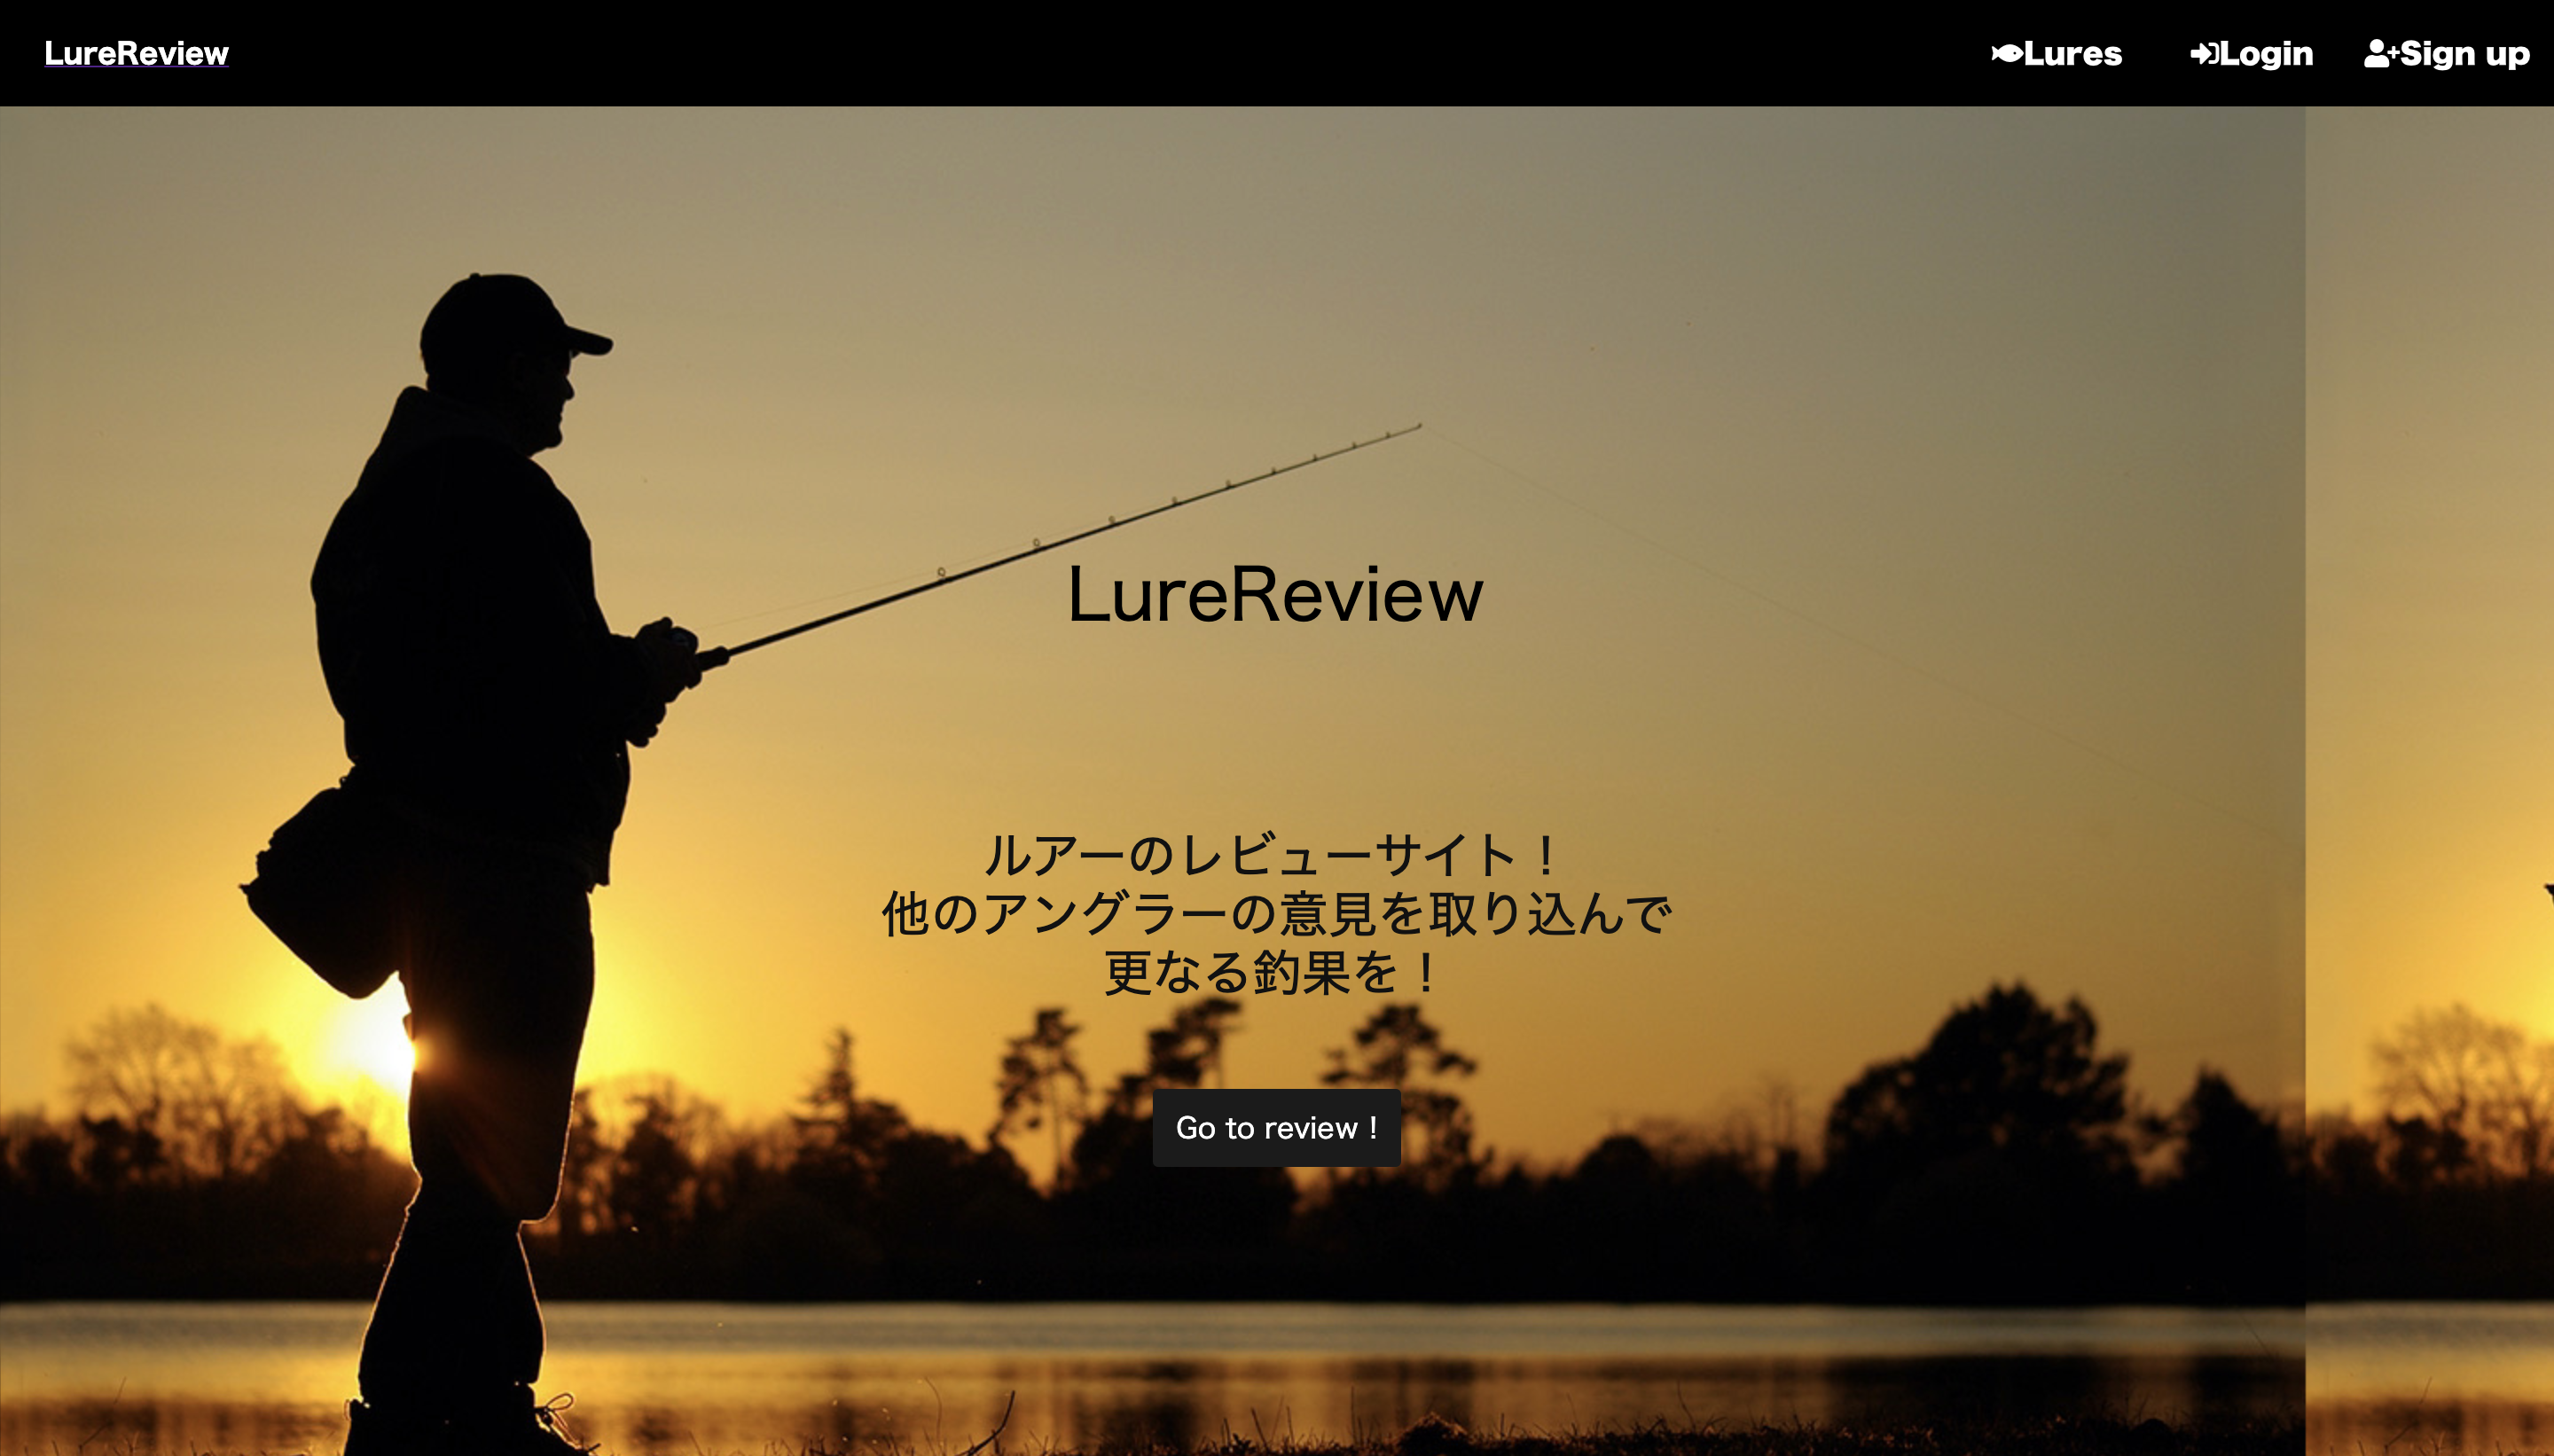 LureReview
Lures
Login
Sign up
LureReview
ルアーのレビューサイト！
他のアングラーの意見を取り込んで
更なる釣果を！
Go to review !